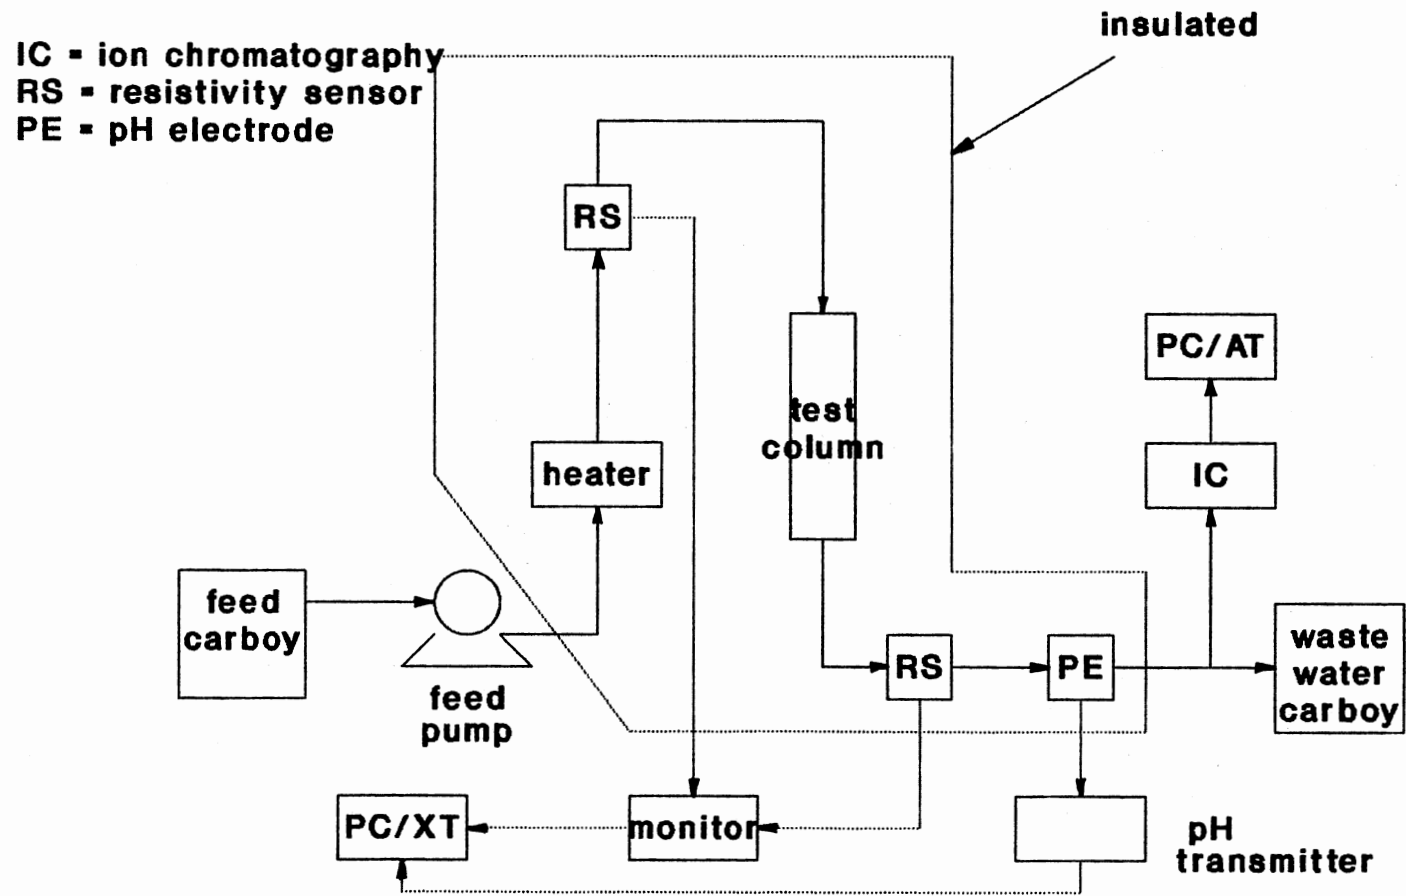 insulated
IC = ion chromatography
RS = resistivity sensor
PE = pH electrode
RS
PC/AT
test
column
heater
IC
feed
carboy
feed
pump
RS
PE
waste
water
carboy
PC/XT
monitor
pH
transmitter